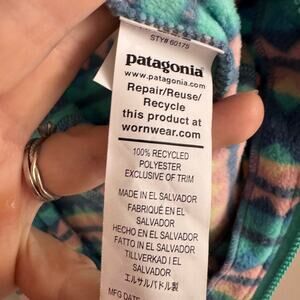 STY# 60175
patagonia
www.patagonia.com
Repair/Reuse/
Recycle
this product at
wornwear.com
100% RECYCLED
POLYESTER
EXCLUSIVE OF TRIM
MADE IN EL SALVADOR
FABRIQUÉ EN EL
SALVADOR
HECHO EN EL SALVADOR
FATTO IN EL SALVADOR
TILLVERKAD I EL
SALVADOR
エルサルバドル製
MFG DATE